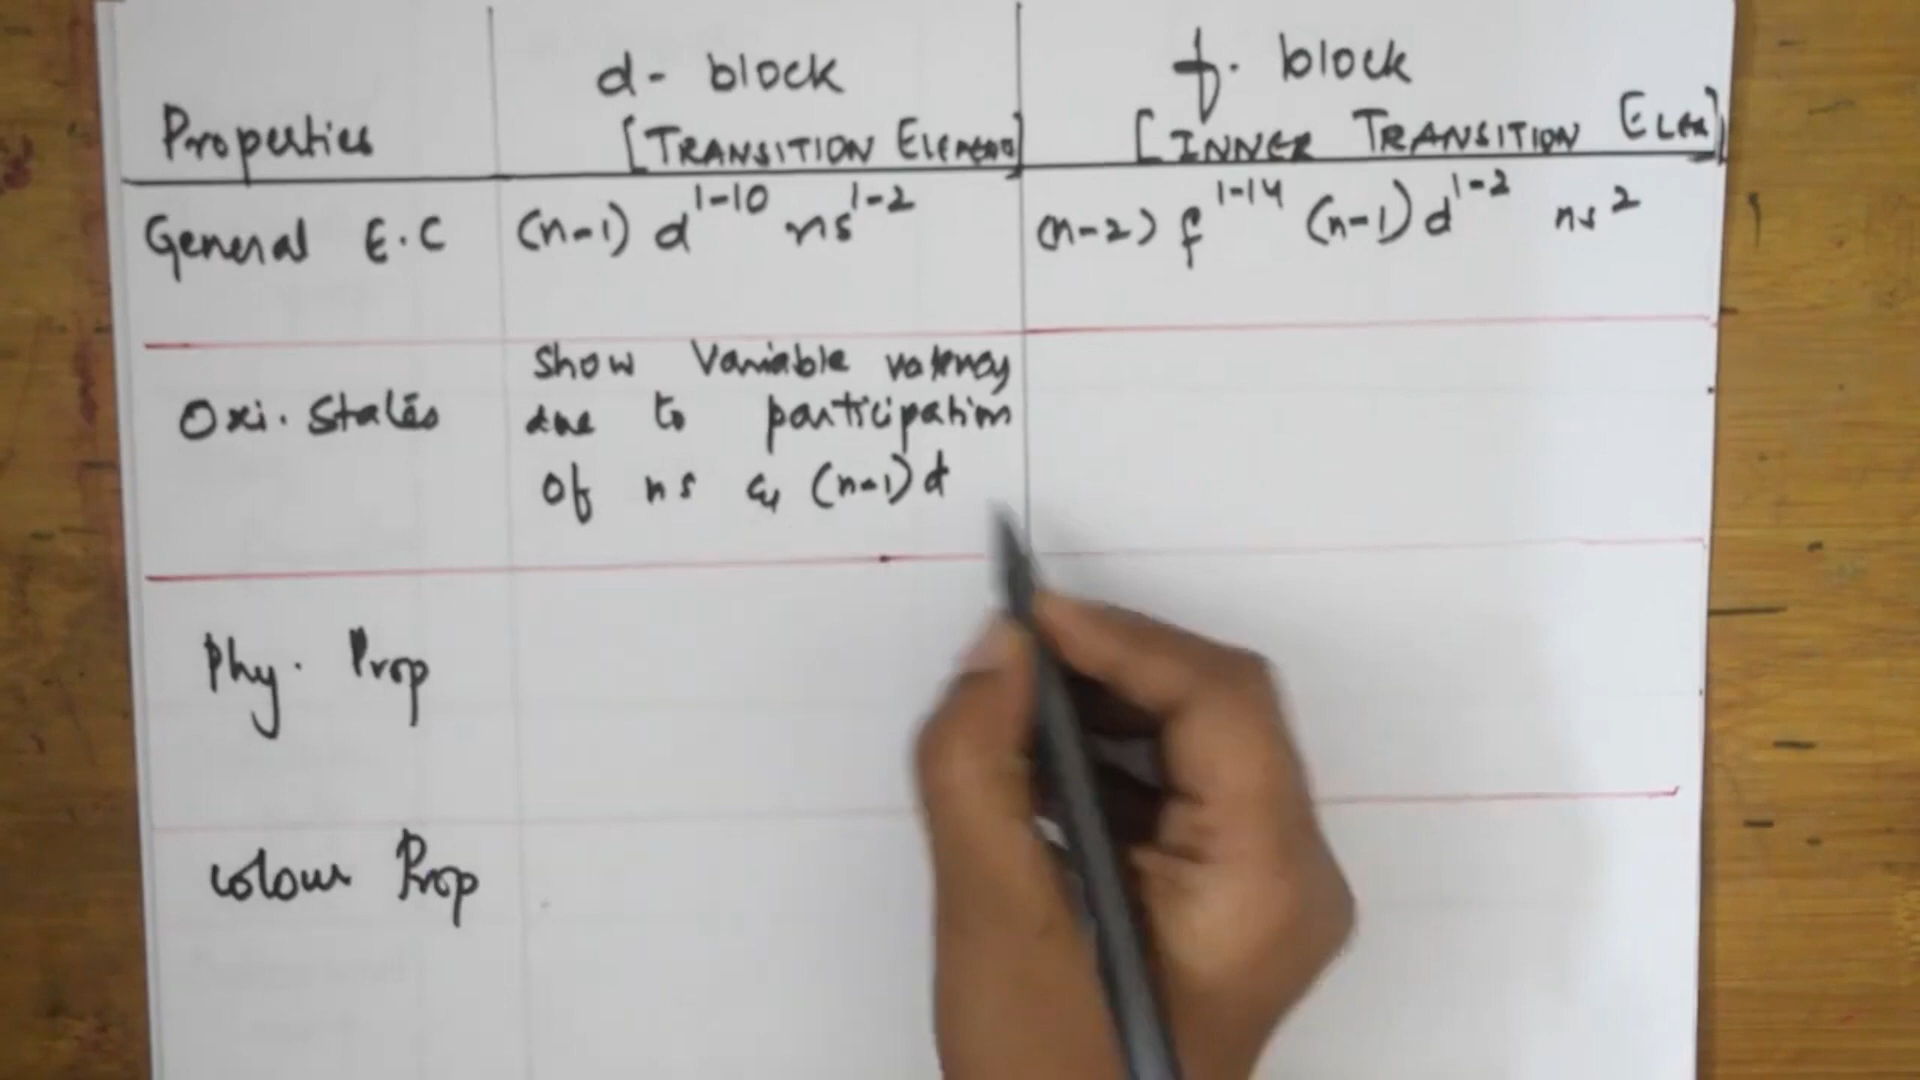 Properties
d- block
[TRANSITION Elements]
f- block
[INNER TRANSITION Elem]
General E.C
(n-1) d¹⁻¹⁰ ns¹⁻²
(n-2) f¹⁻¹⁴ (n-1) d¹⁻² ns²
Oxi. States
Show Variable valency
due to participation
Of ns & (n-1) d
Phy. Prop
colour Prop